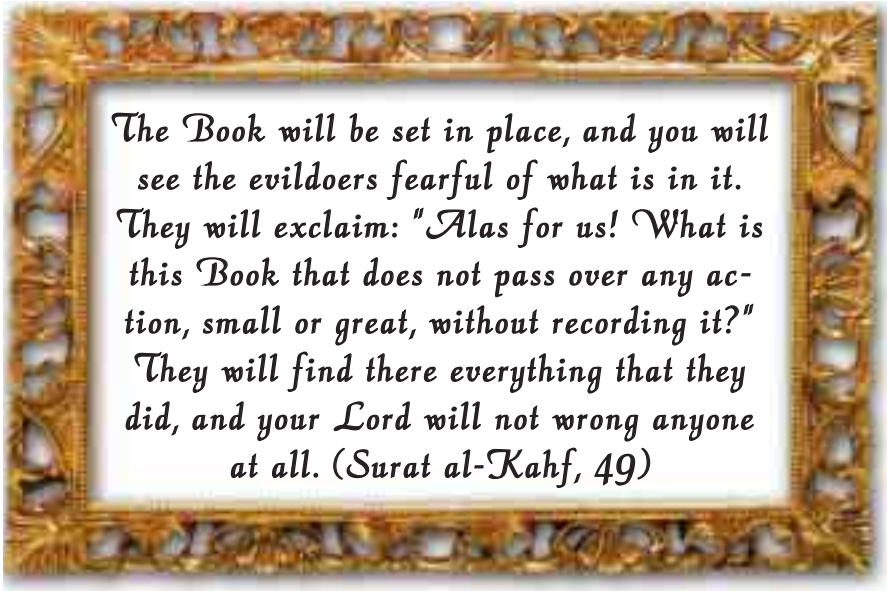 The Book will be set in place, and you will
see the evildoers fearful of what is in it.
They will exclaim: "Alas for us! What is
this Book that does not pass over any ac-
tion, small or great, without recording it?"
They will find there everything that they
did, and your Lord will not wrong anyone
at all. (Surat al-Kahf, 49)